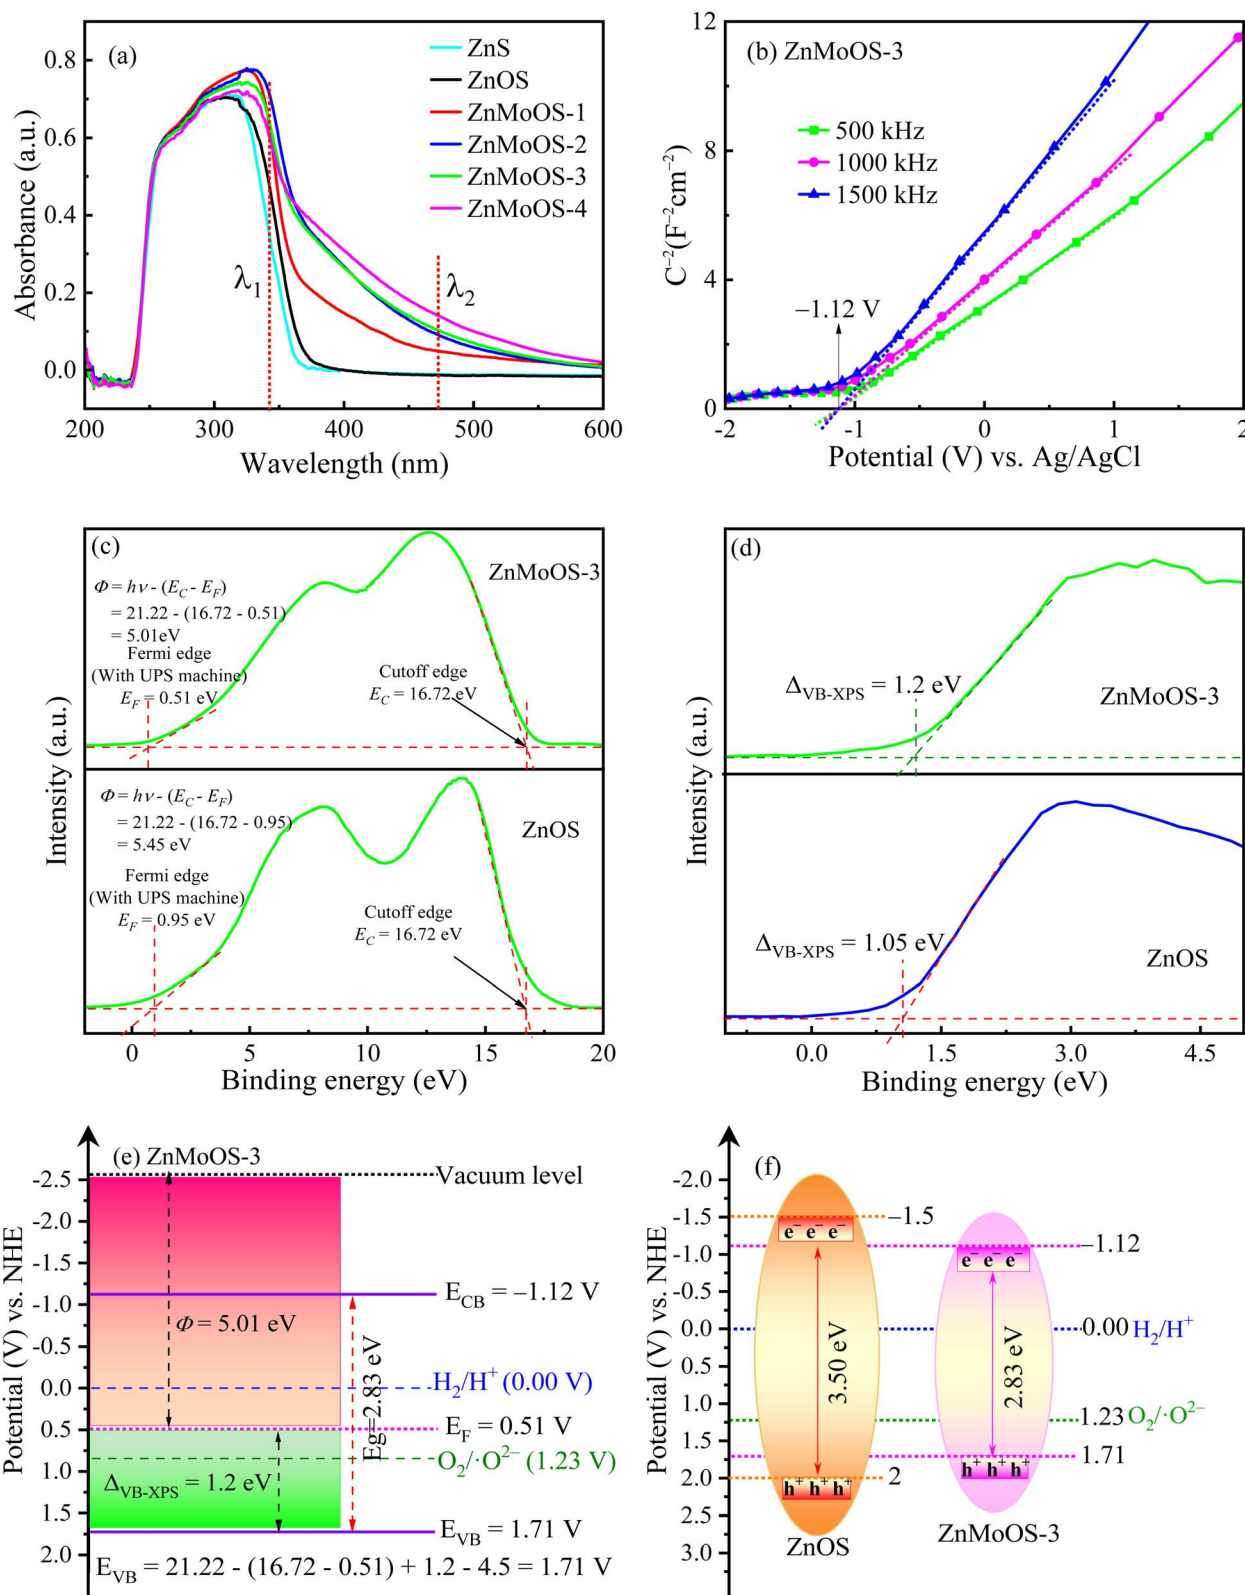 (a)
ZnS
ZnOS
ZnMoOS-1
ZnMoOS-2
ZnMoOS-3
ZnMoOS-4
λ1
λ2
Absorbance (a.u.)
0.8
0.6
0.4
0.2
0.0
200 300 400 500 600
Wavelength (nm)
(b) ZnMoOS-3
500 kHz
1000 kHz
1500 kHz
–1.12 V
C⁻²(F⁻²cm⁻²)
12
8
4
0
-2 -1 0 1 2
Potential (V) vs. Ag/AgCl
(c)
ZnMoOS-3
Φ = hν - (EC - EF)
= 21.22 - (16.72 - 0.51)
= 5.01eV
Fermi edge
(With UPS machine)
EF = 0.51 eV
Cutoff edge
EC = 16.72 eV
ZnOS
Φ = hν - (EC - EF)
= 21.22 - (16.72 - 0.95)
= 5.45 eV
Fermi edge
(With UPS machine)
EF = 0.95 eV
Cutoff edge
EC = 16.72 eV
Intensity (a.u.)
0 5 10 15 20
Binding energy (eV)
(d)
ΔVB-XPS = 1.2 eV
ZnMoOS-3
ΔVB-XPS = 1.05 eV
ZnOS
Intensity (a.u.)
0.0 1.5 3.0 4.5
Binding energy (eV)
(e) ZnMoOS-3
Vacuum level
ECB = –1.12 V
Φ = 5.01 eV
Eg=2.83 eV
H2/H⁺ (0.00 V)
EF = 0.51 V
O2/·O²⁻ (1.23 V)
ΔVB-XPS = 1.2 eV
EVB = 1.71 V
EVB = 21.22 - (16.72 - 0.51) + 1.2 - 4.5 = 1.71 V
Potential (V) vs. NHE
-2.5
-2.0
-1.5
-1.0
-0.5
0.0
0.5
1.0
1.5
2.0
(f)
–1.5
e⁻ e⁻ e⁻
–1.12
e⁻ e⁻ e⁻
0.00 H2/H⁺
3.50 eV
2.83 eV
1.23 O2/·O²⁻
1.71
h⁺ h⁺ h⁺
2
h⁺ h⁺ h⁺
ZnOS
ZnMoOS-3
Potential (V) vs. NHE
-2.0
-1.5
-1.0
-0.5
0.0
0.5
1.0
1.5
2.0
2.5
3.0